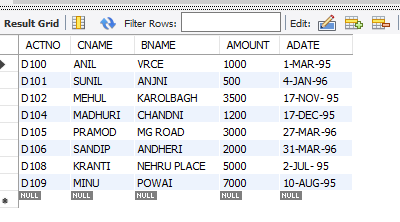 Result Grid Filter Rows: Edit:
ACTNO CNAME BNAME AMOUNT ADATE
D100 ANIL VRCE 1000 1-MAR-95
D101 SUNIL ANJNI 500 4-JAN-96
D102 MEHUL KAROLBAGH 3500 17-NOV- 95
D104 MADHURI CHANDNI 1200 17-DEC-95
D105 PRAMOD MG ROAD 3000 27-MAR-96
D106 SANDIP ANDHERI 2000 31-MAR-96
D108 KRANTI NEHRU PLACE 5000 2-JUL- 95
D109 MINU POWAI 7000 10-AUG-95
NULL NULL NULL NULL NULL